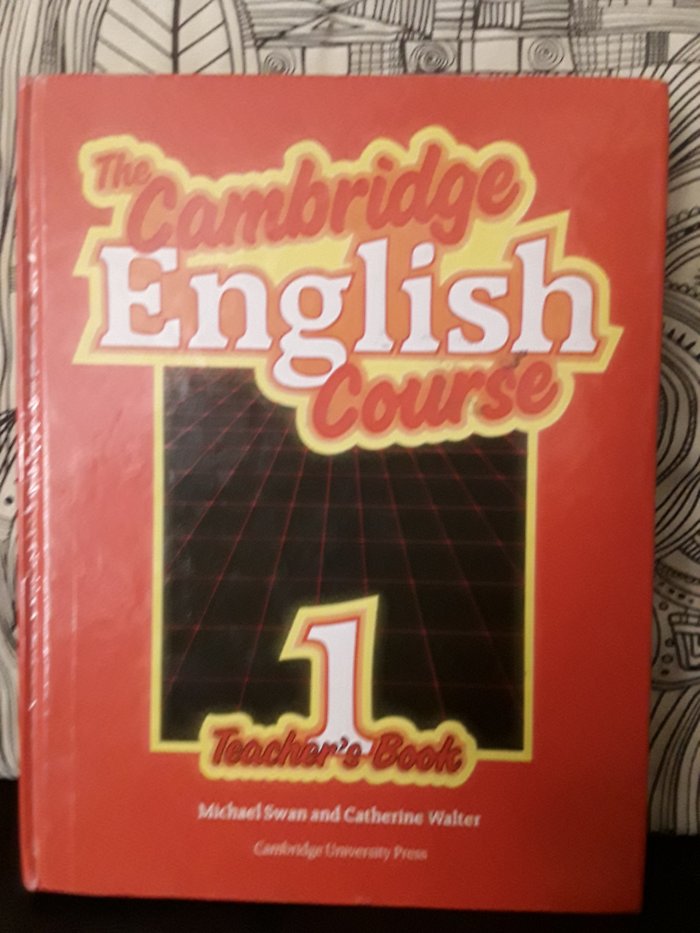 The
Cambridge
English
Course
1
Teacher's Book
Michael Swan and Catherine Walter
Cambridge University Press